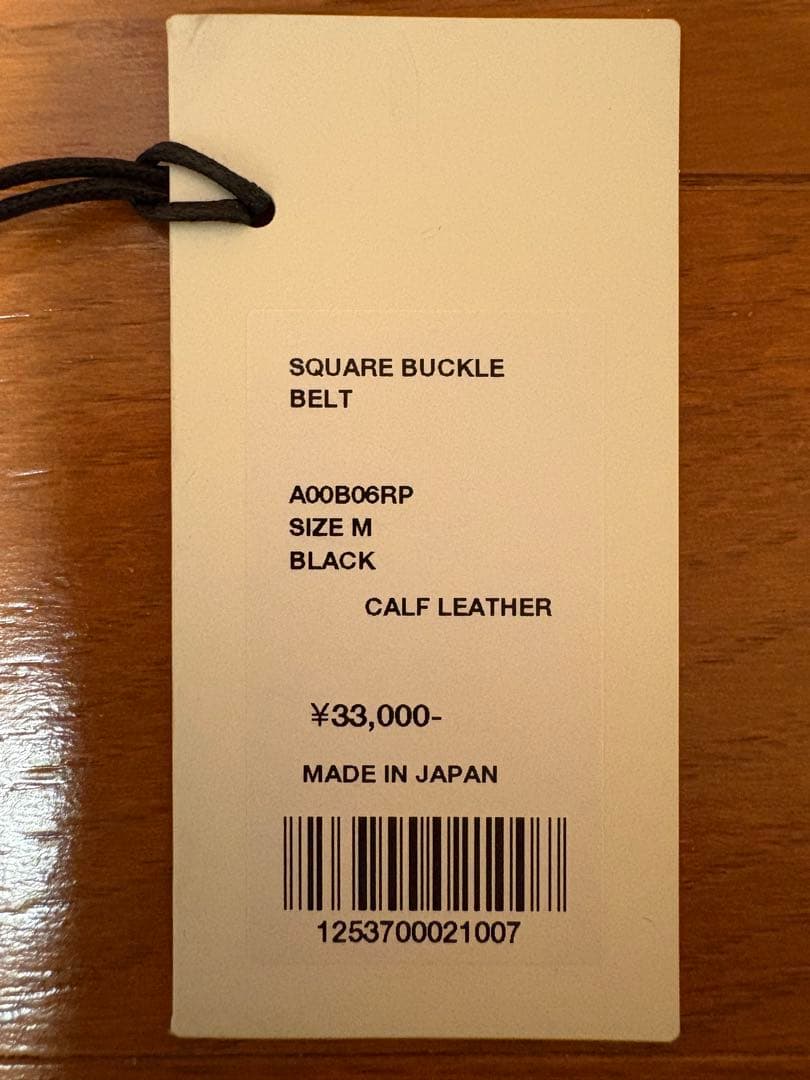 SQUARE BUCKLE
BELT
A00B06RP
SIZE M
BLACK
CALF LEATHER
¥33,000-
MADE IN JAPAN
1253700021007